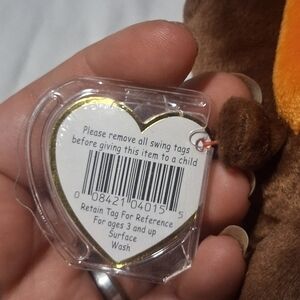 Please remove all swing tags
before giving this item to a child
0 08421 04015 5
Retain Tag For Reference
For ages 3 and up
Surface
Wash